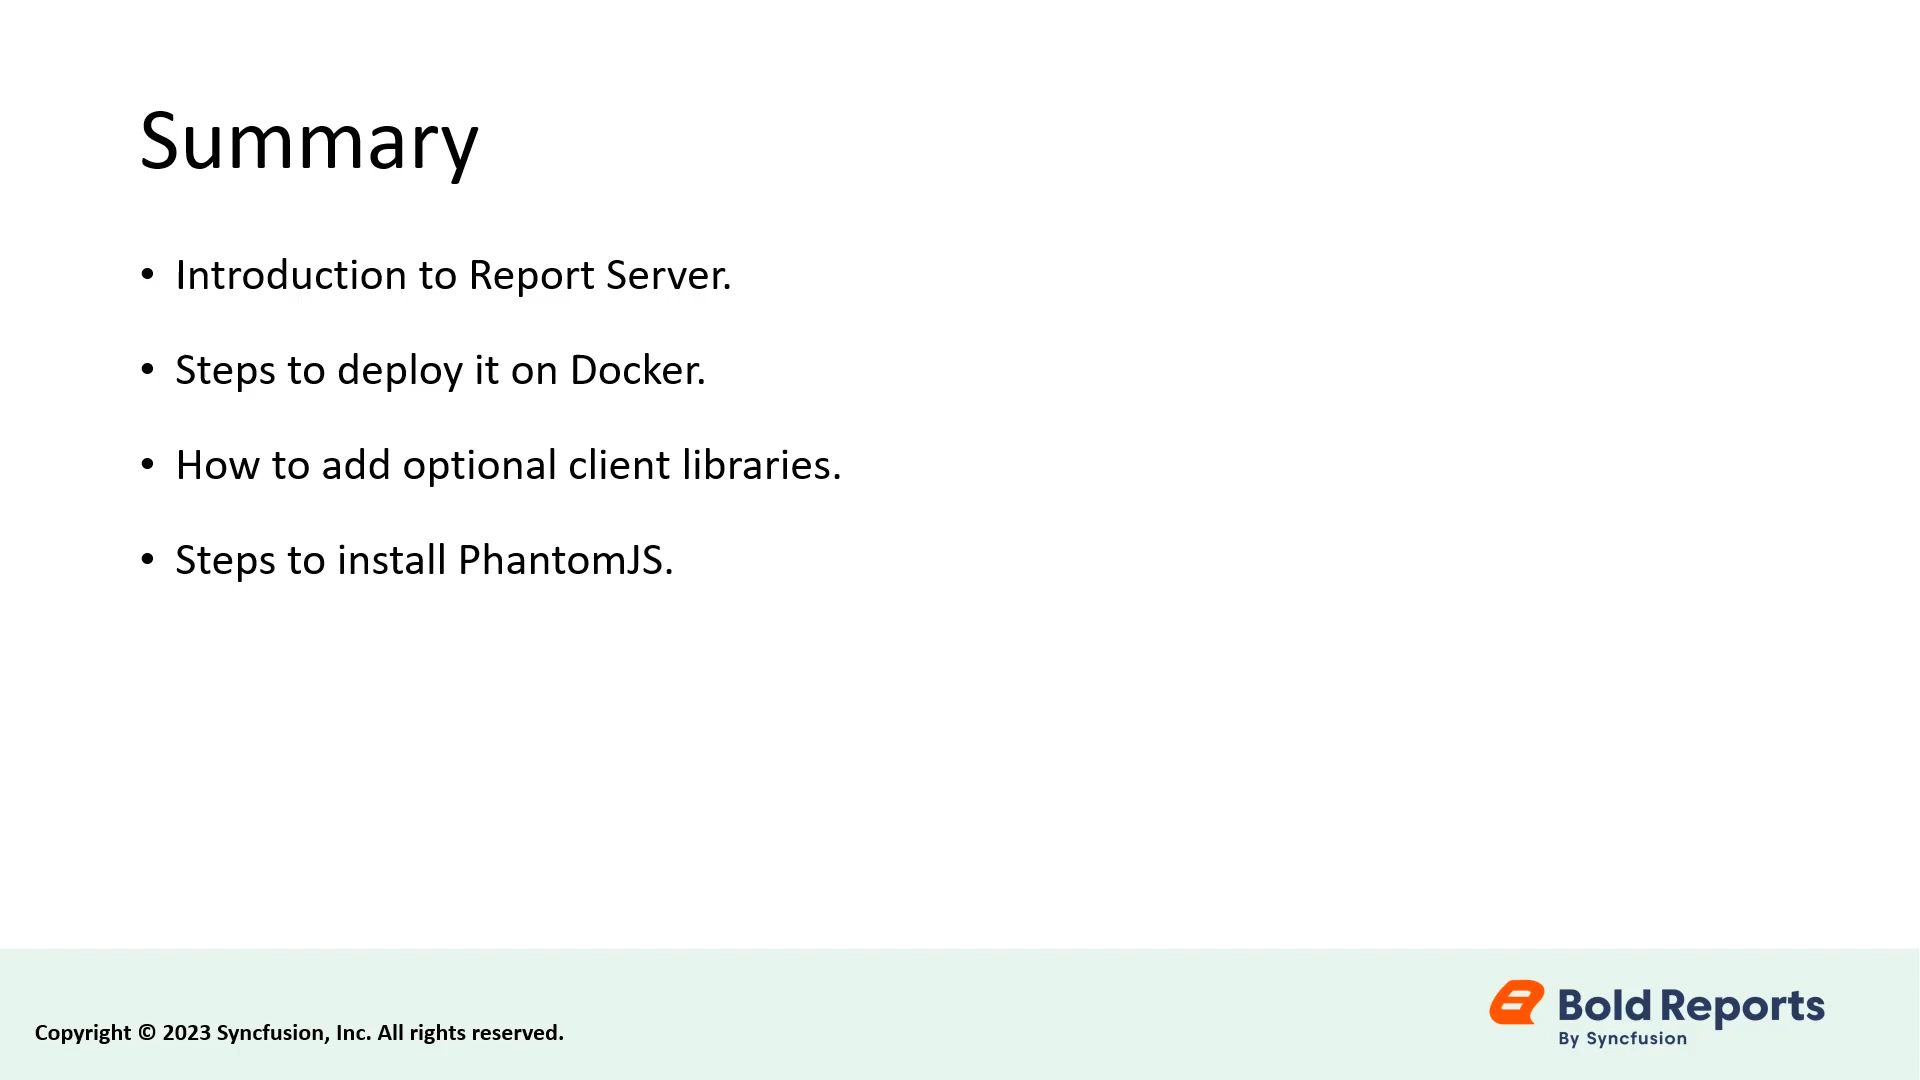 Summary
• Introduction to Report Server.
• Steps to deploy it on Docker.
• How to add optional client libraries.
• Steps to install PhantomJS.
Copyright © 2023 Syncfusion, Inc. All rights reserved.
Bold Reports
By Syncfusion